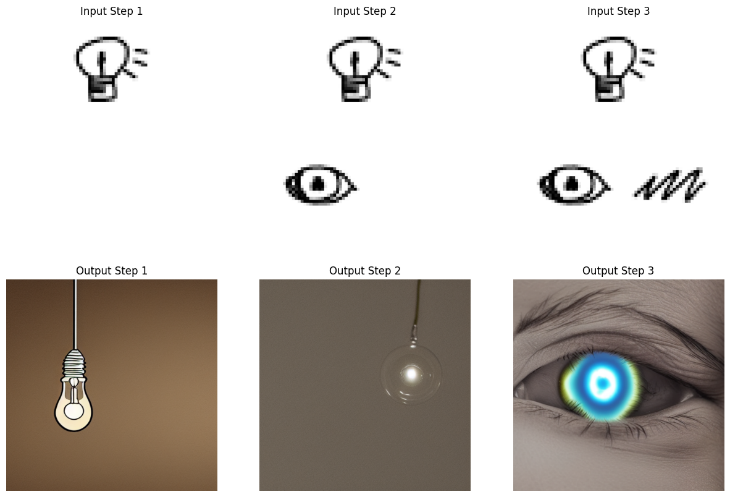 Input Step 1
Input Step 2
Input Step 3
Output Step 1
Output Step 2
Output Step 3